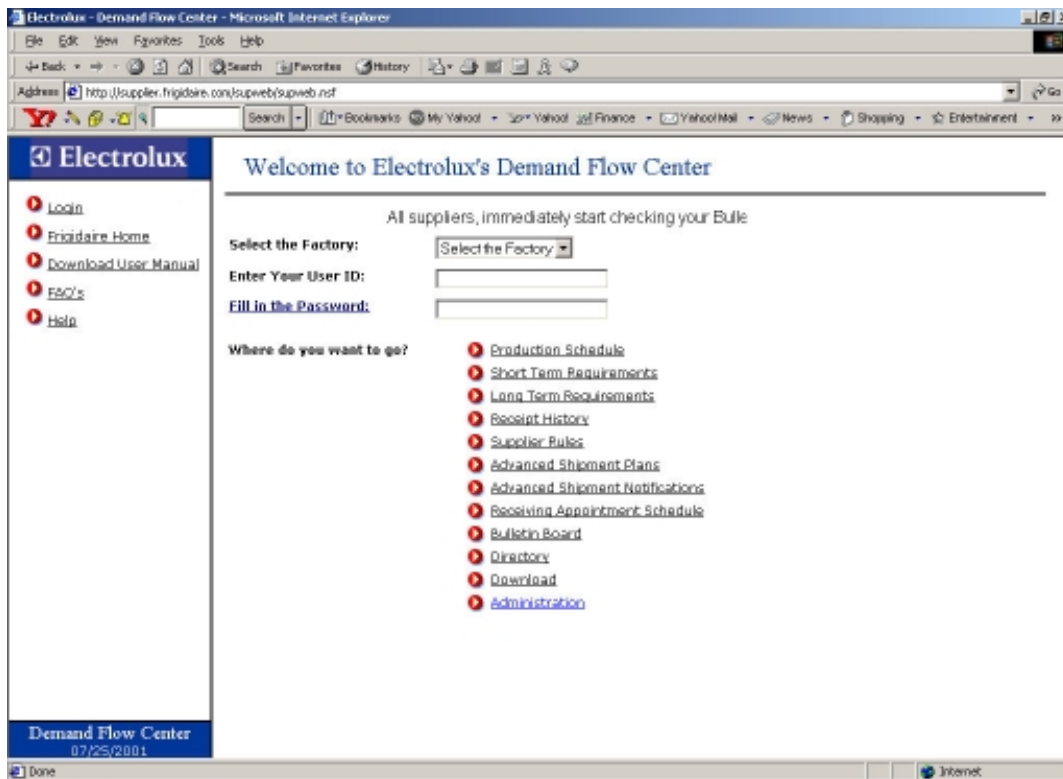 Electrolux - Demand Flow Center - Microsoft Internet Explorer
File Edit View Favorites Tools Help
Back Search Favorites History
Address http://supplier.frigidaire.com/supweb/supweb.nsf Go
Y! Search Bookmarks My Yahoo! Yahoo! Finance Yahoo! Mail News Shopping Entertainment »
Electrolux
Welcome to Electrolux's Demand Flow Center
Login
Frigidaire Home
Download User Manual
FAQ's
Help
All suppliers, immediately start checking your Bulle
Select the Factory: Select the Factory
Enter Your User ID:
Fill in the Password:
Where do you want to go?
Production Schedule
Short Term Requirements
Long Term Requirements
Receipt History
Supplier Rules
Advanced Shipment Plans
Advanced Shipment Notifications
Receiving Appointment Schedule
Bulletin Board
Directory
Download
Administration
Demand Flow Center
07/25/2001
Done Internet